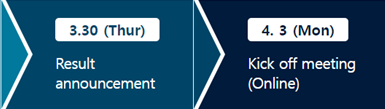 3.30 (Thur)
Result
announcement
4. 3 (Mon)
Kick off meeting
(Online)